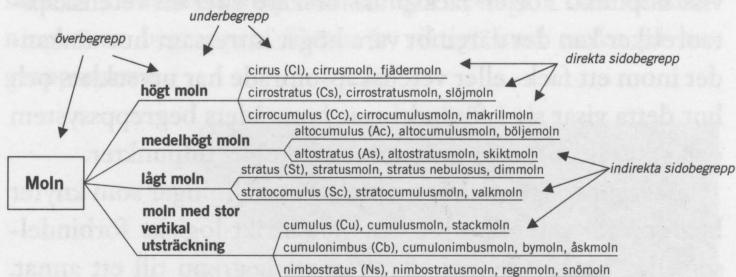 underbegrepp
överbegrepp
direkta sidobegrepp
cirrus (CI), cirrusmoln, fjädermoln
högt moln
cirrostratus (Cs), cirrostratusmoln, slöjmoln
cirrocumulus (Cc), cirrocumulusmoln, makrillmoln
altocumulus (Ac), altocumulusmoln, böljemoln
medelhögt moln
altostratus (As), altostratusmoln, skiktmoln
stratus (St), stratusmoln, stratus nebulosus, dimmoln
indirekta sidobegrepp
Moln
lågt moln
stratocomulus (Sc), stratocumulusmoln, valkmoln
moln med stor
vertikal
utsträckning
cumulus (Cu), cumulusmoln, stackmoln
cumulonimbus (Cb), cumulonimbusmoln, bymoln, åskmoln
nimbostratus (Ns), nimbostratusmoln, regnmoln, snömoln